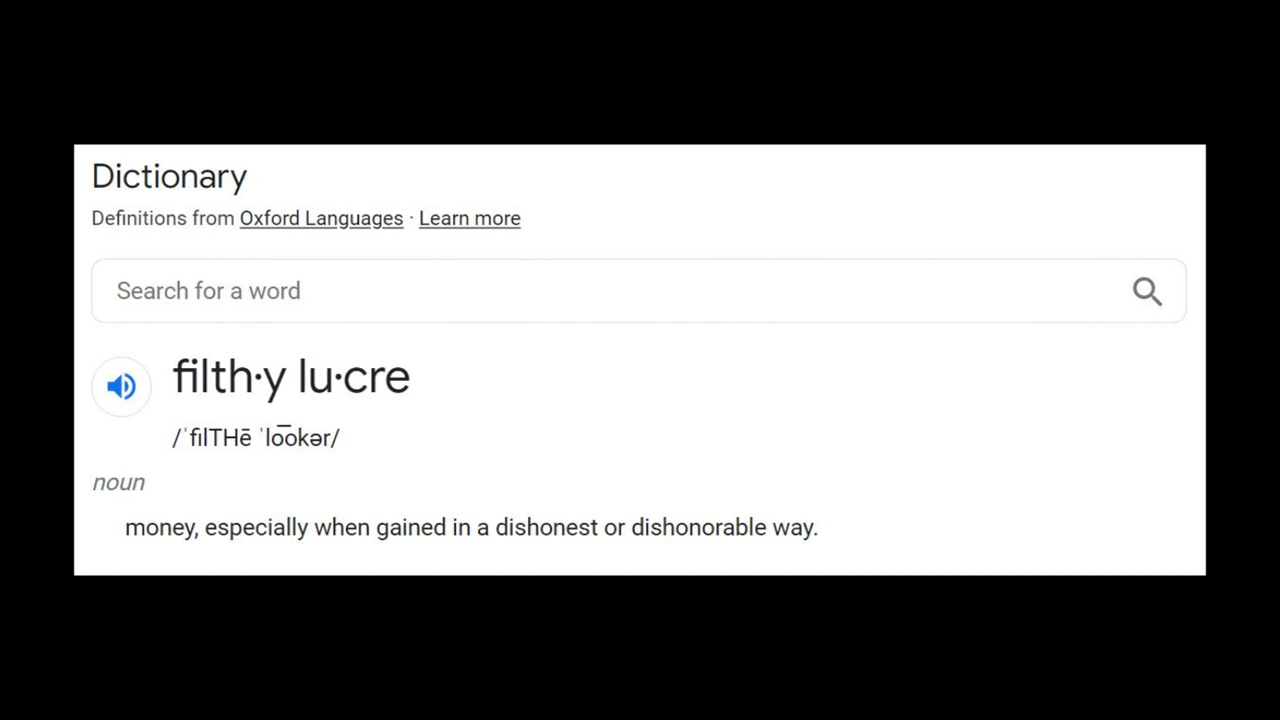 Dictionary
Definitions from Oxford Languages · Learn more
Search for a word
filth·y lu·cre
/ˈfilTHē ˈlo͞okər/
noun
money, especially when gained in a dishonest or dishonorable way.